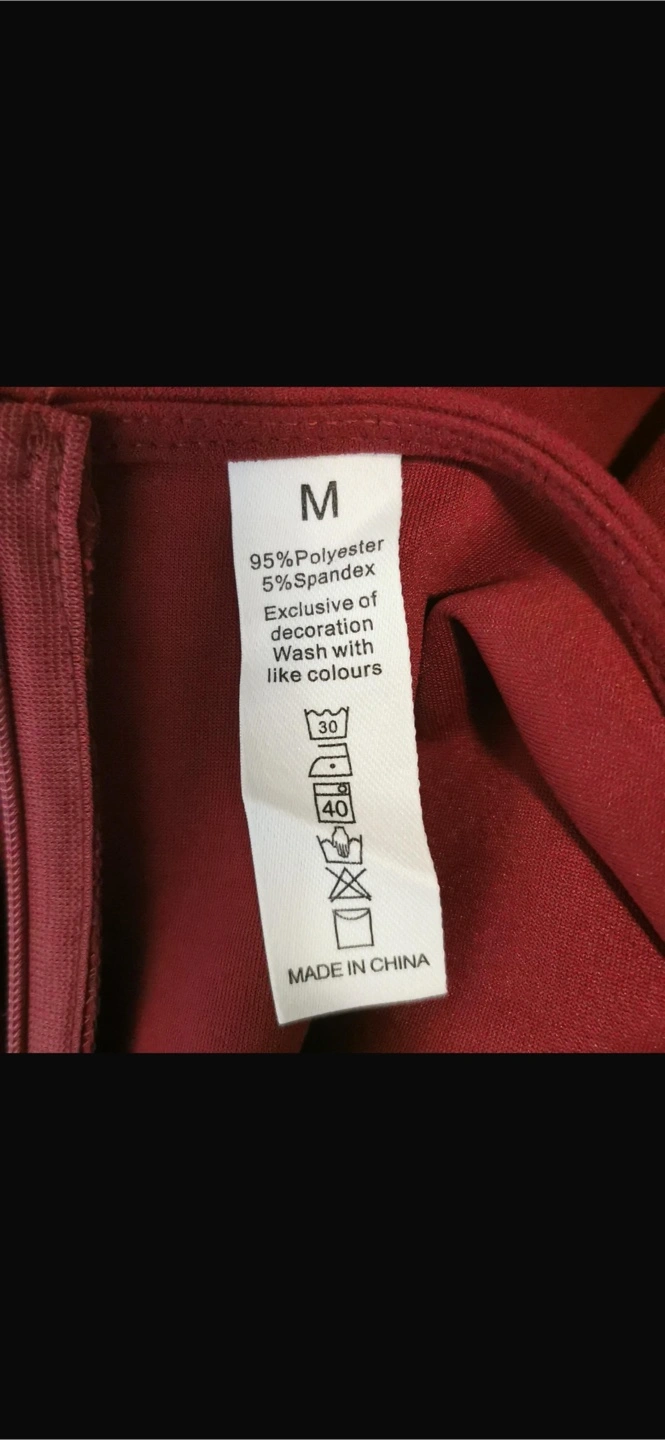 M
95%Polyester
5%Spandex
Exclusive of
decoration
Wash with
like colours
30
40
MADE IN CHINA